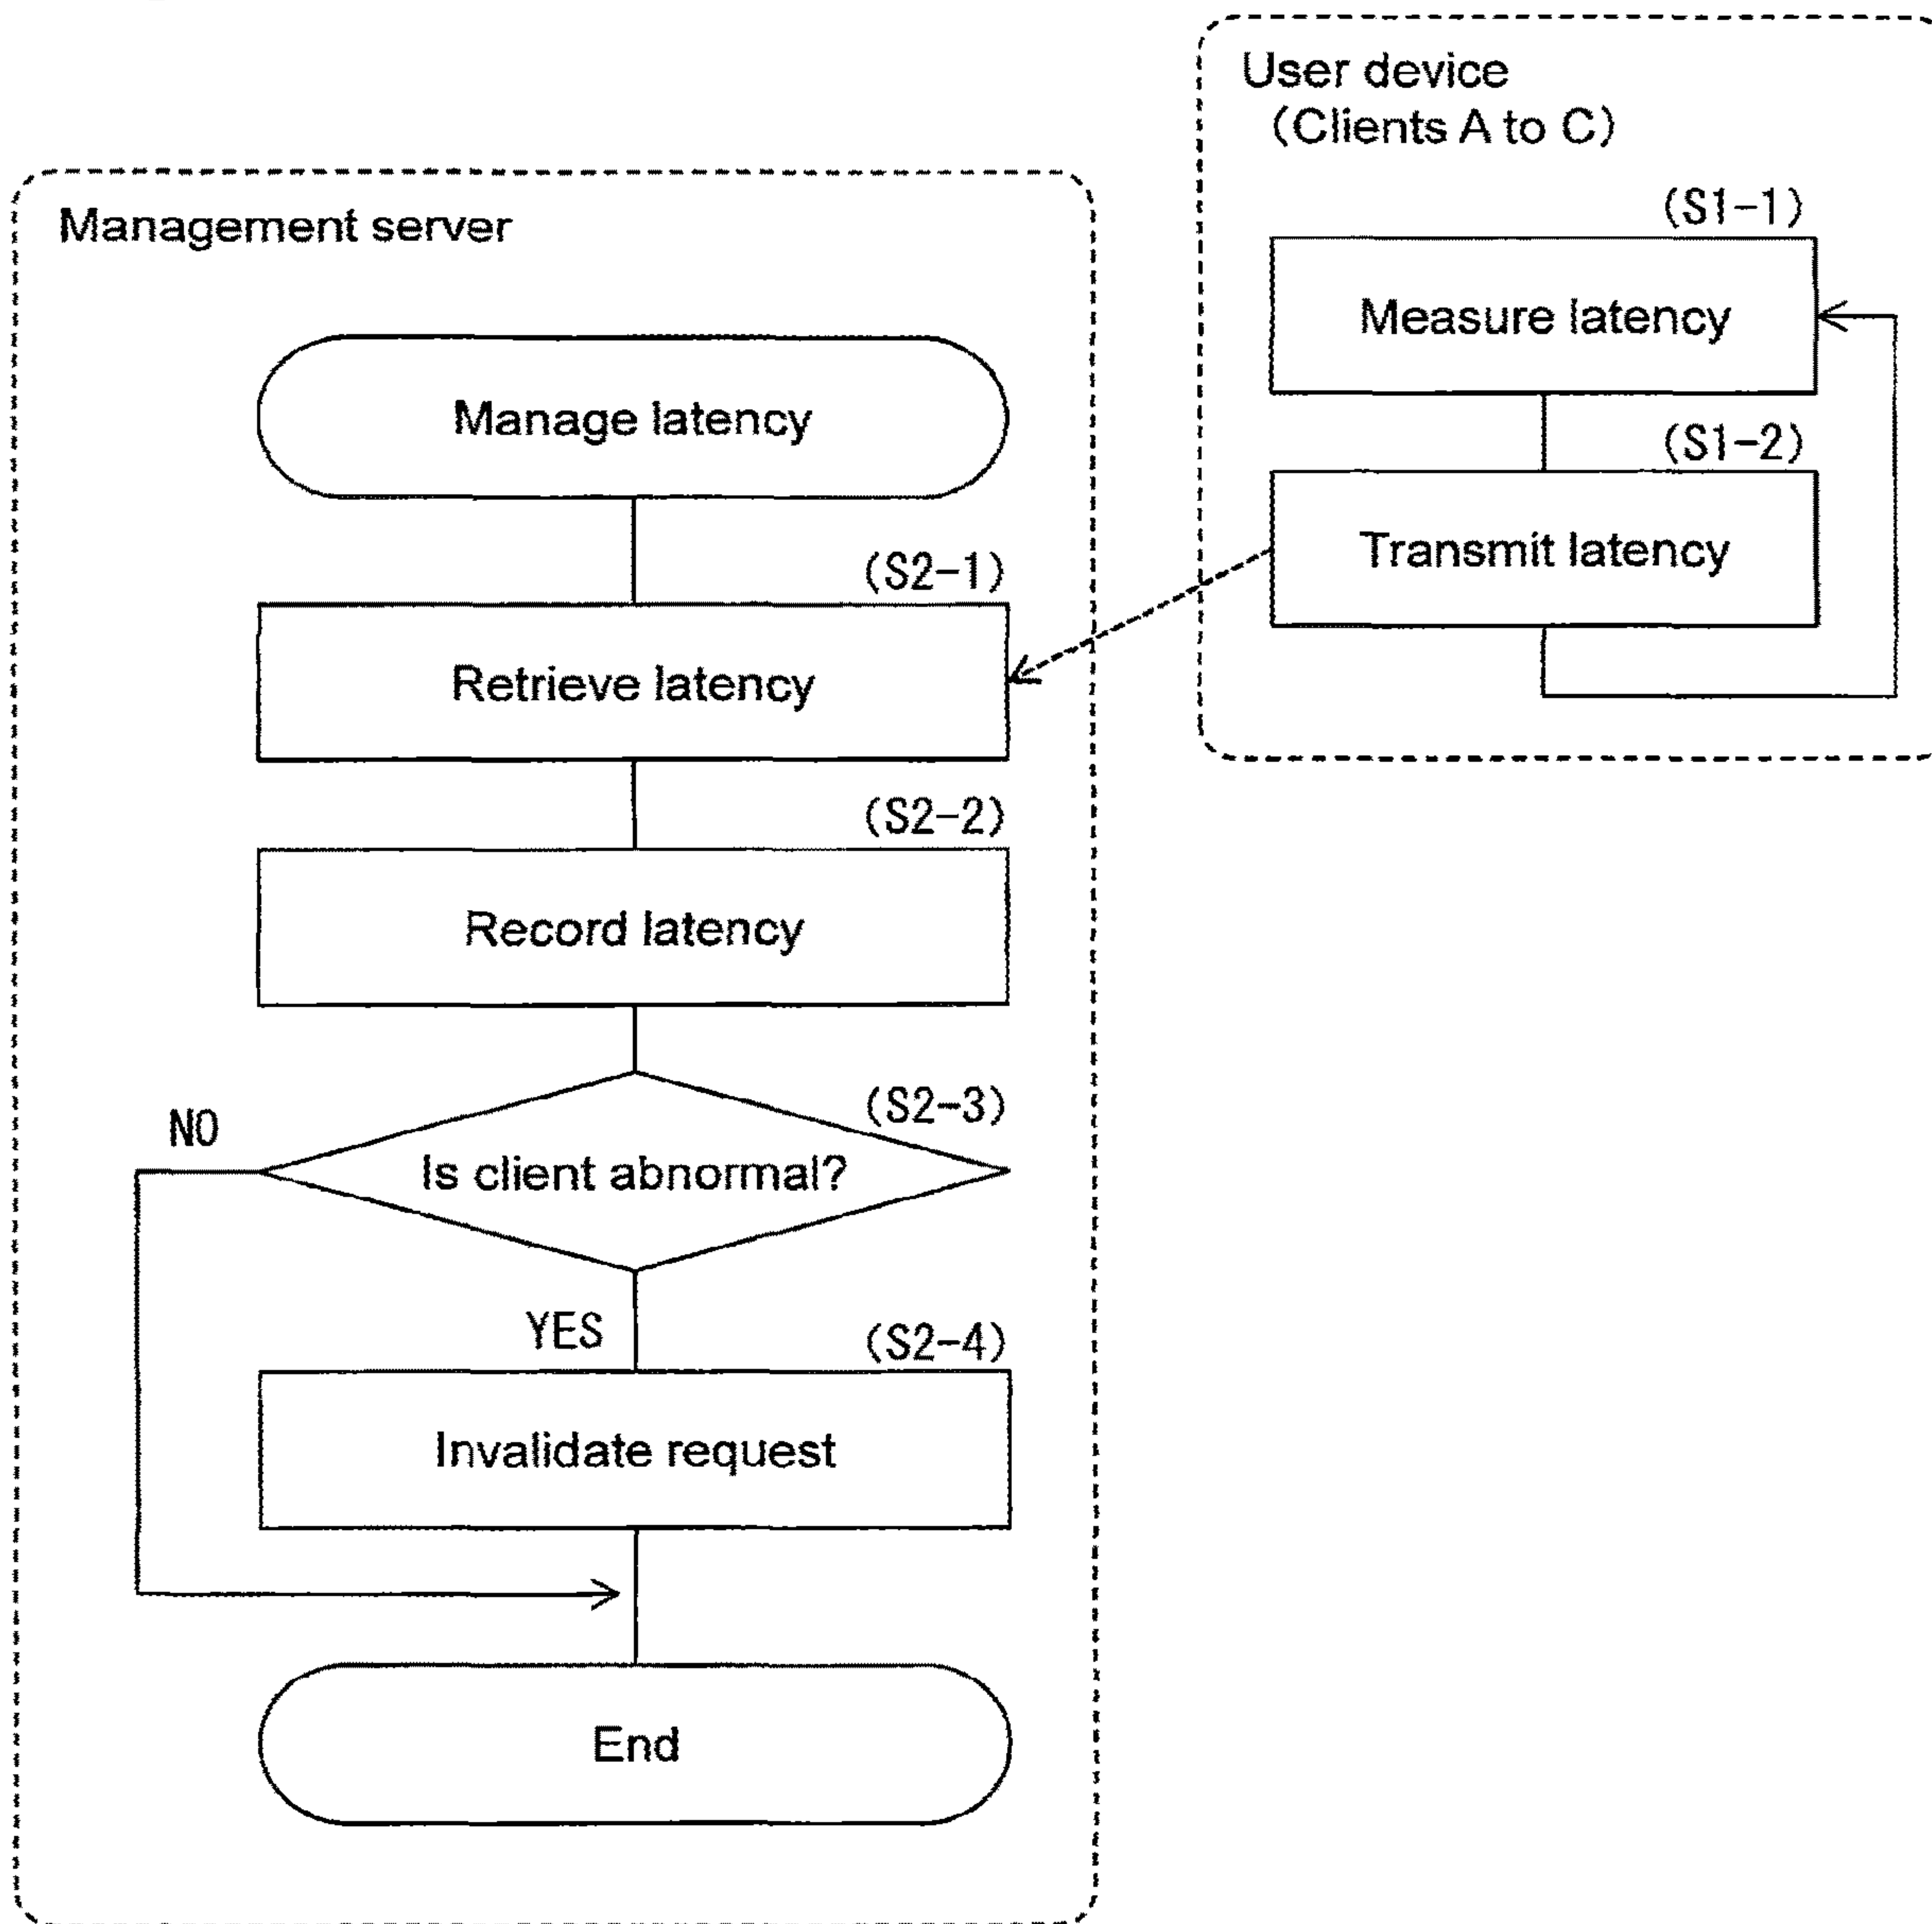 User device
(Clients A to C)
(S1-1)
Measure latency
(S1-2)
Transmit latency
Management server
Manage latency
(S2-1)
Retrieve latency
(S2-2)
Record latency
(S2-3)
NO
Is client abnormal?
YES
(S2-4)
Invalidate request
End